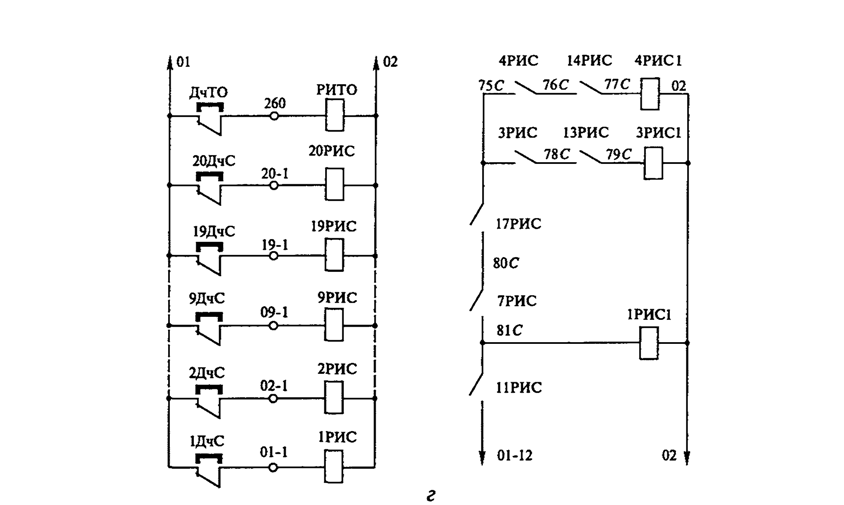 01 02
ДчТО 260 РИТО
20ДчС 20-1 20РИС
19ДчС 19-1 19РИС
9ДчС 09-1 9РИС
2ДчС 02-1 2РИС
1ДчС 01-1 1РИС
4РИС 14РИС 4РИС1
75С 76С 77С 02
3РИС 13РИС 3РИС1
78С 79С
17РИС
80С
7РИС 1РИС1
81С
11РИС
01-12 02
г